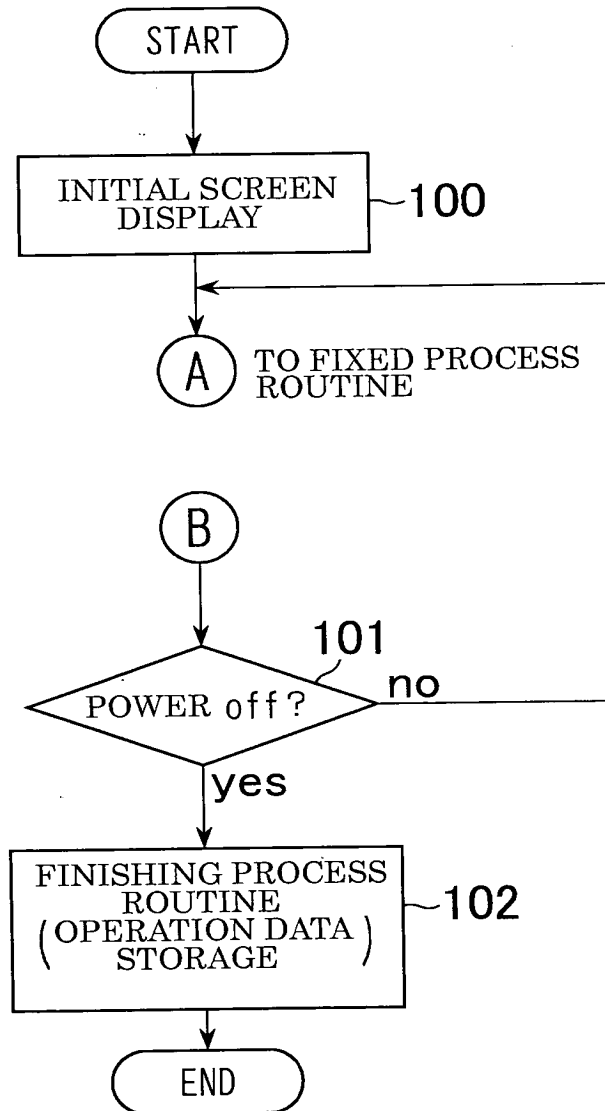 START
INITIAL SCREEN
DISPLAY
100
A
TO FIXED PROCESS
ROUTINE
B
101
POWER off?
no
yes
FINISHING PROCESS
ROUTINE
(OPERATION DATA
STORAGE)
102
END